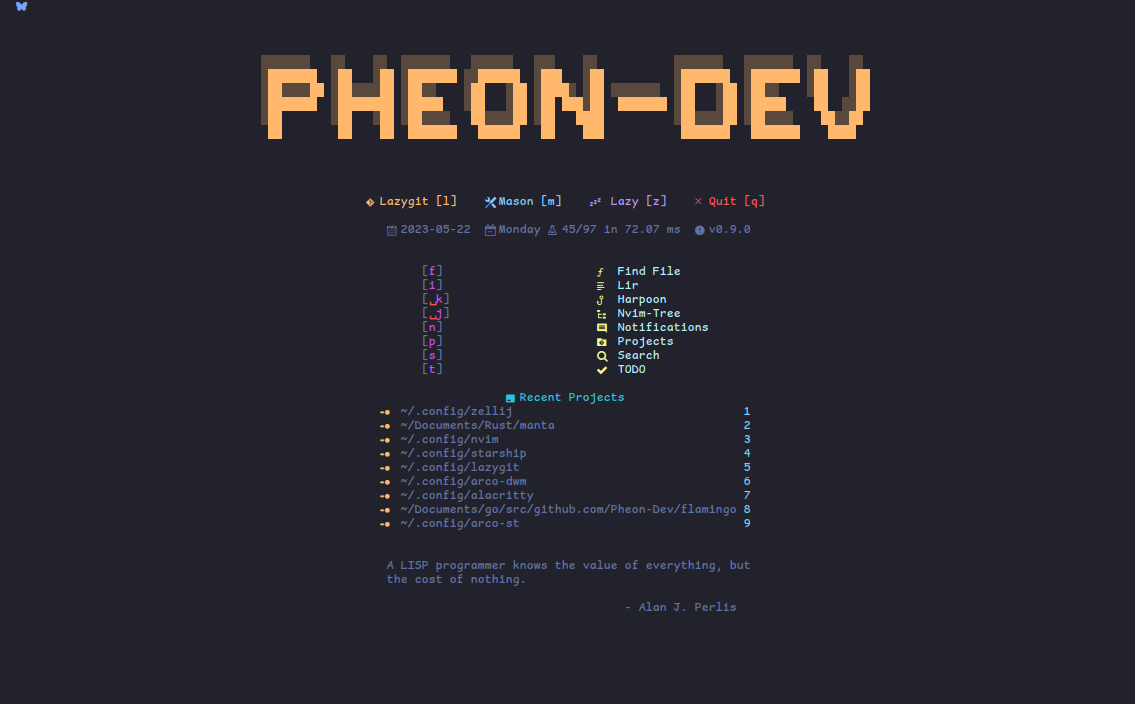 PHEON-DEV
Lazygit [l] Mason [m] Lazy [z] Quit [q]
2023-05-22 Monday 45/97 in 72.07 ms v0.9.0
[f] Find File
[i] Lir
[␣k] Harpoon
[␣j] Nvim-Tree
[n] Notifications
[p] Projects
[s] Search
[t] TODO
Recent Projects
~/.config/zellij 1
~/Documents/Rust/manta 2
~/.config/nvim 3
~/.config/starship 4
~/.config/lazygit 5
~/.config/arco-dwm 6
~/.config/alacritty 7
~/Documents/go/src/github.com/Pheon-Dev/flamingo 8
~/.config/arco-st 9
A LISP programmer knows the value of everything, but
the cost of nothing.
- Alan J. Perlis